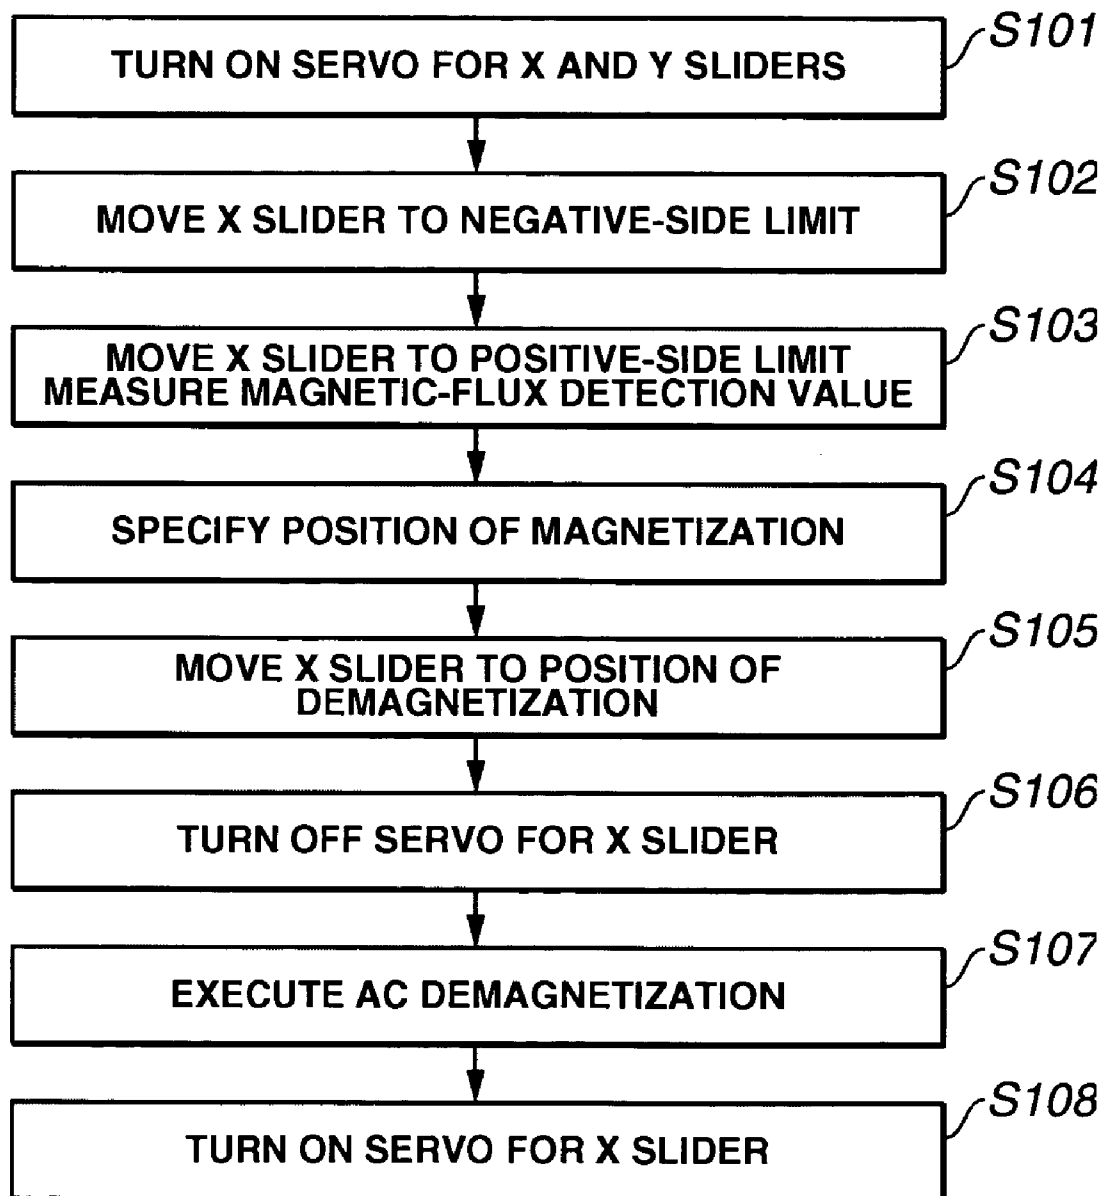 S101
TURN ON SERVO FOR X AND Y SLIDERS
S102
MOVE X SLIDER TO NEGATIVE-SIDE LIMIT
S103
MOVE X SLIDER TO POSITIVE-SIDE LIMIT
MEASURE MAGNETIC-FLUX DETECTION VALUE
S104
SPECIFY POSITION OF MAGNETIZATION
S105
MOVE X SLIDER TO POSITION OF
DEMAGNETIZATION
S106
TURN OFF SERVO FOR X SLIDER
S107
EXECUTE AC DEMAGNETIZATION
S108
TURN ON SERVO FOR X SLIDER